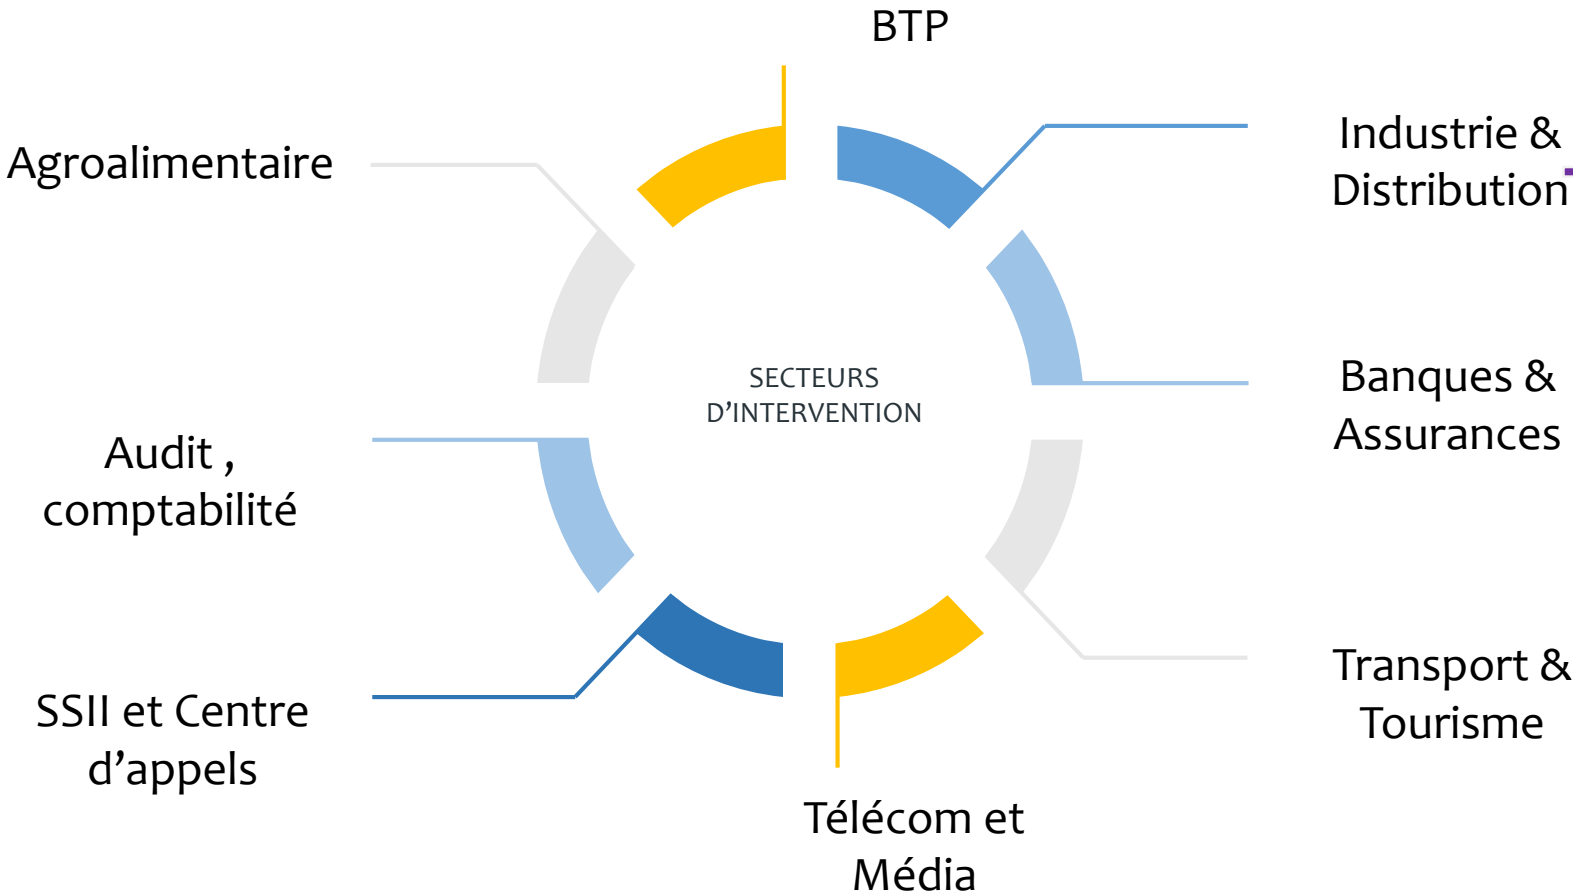 BTP
Industrie &
Distribution
Agroalimentaire
SECTEURS
D’INTERVENTION
Banques &
Assurances
Audit ,
comptabilité
Transport &
Tourisme
SSII et Centre
d’appels
Télécom et
Média